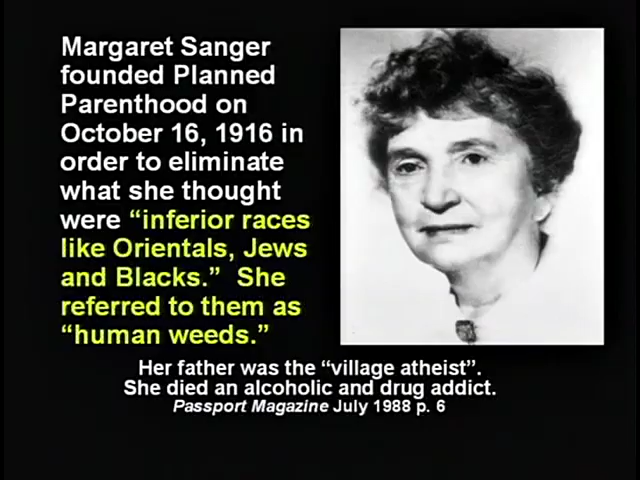 Margaret Sanger
founded Planned
Parenthood on
October 16, 1916 in
order to eliminate
what she thought
were “inferior races
like Orientals, Jews
and Blacks.”  She
referred to them as
“human weeds.”
Her father was the “village atheist”.
She died an alcoholic and drug addict.
Passport Magazine July 1988 p. 6